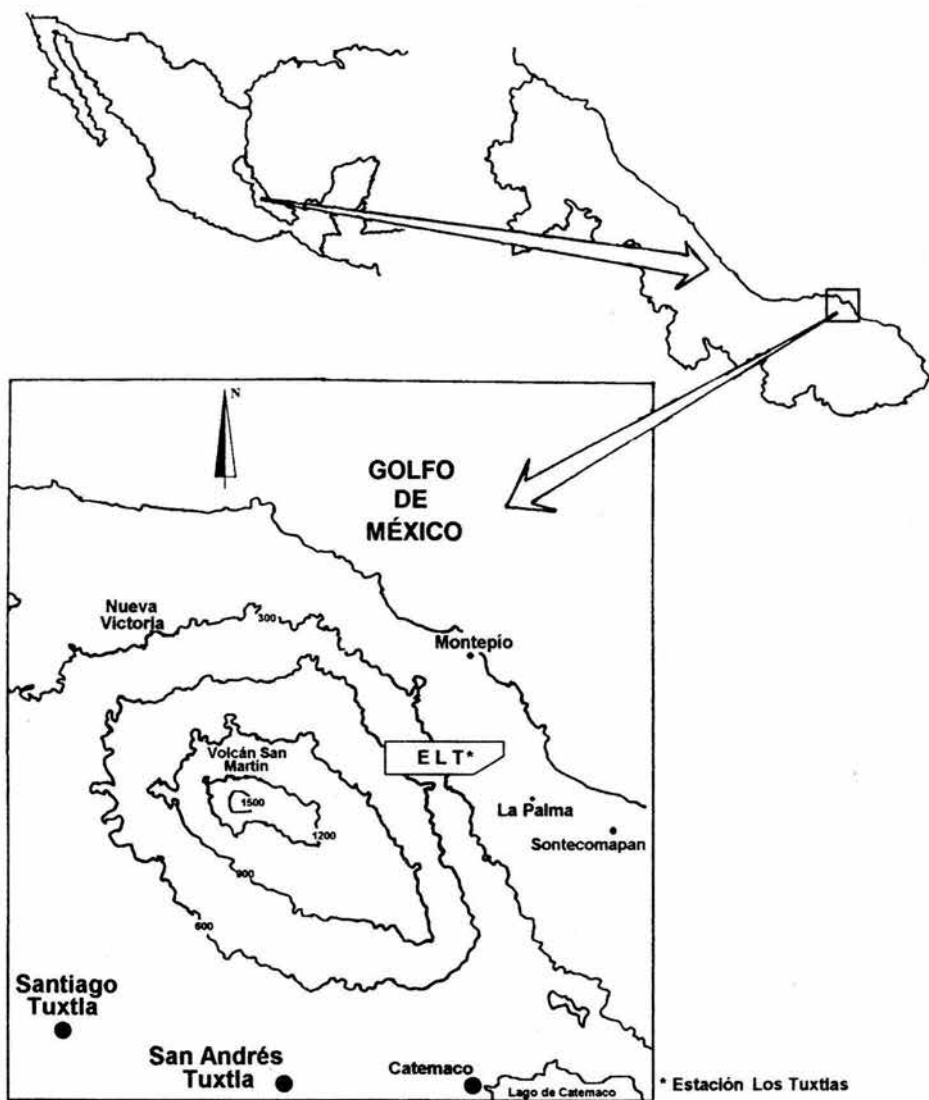 N
GOLFO
DE
MÉXICO
Nueva
Victoria
300
Montepío
Volcán San
Martín
E L T*
1500
La Palma
1200
Sontecomapan
900
600
Santiago
Tuxtla
San Andrés
Tuxtla
Catemaco
Lago de Catemaco
* Estación Los Tuxtlas